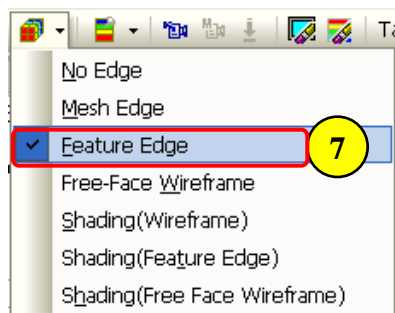 Ta
No Edge
Mesh Edge
Feature Edge 7
Free-Face Wireframe
Shading(Wireframe)
Shading(Feature Edge)
Shading(Free Face Wireframe)